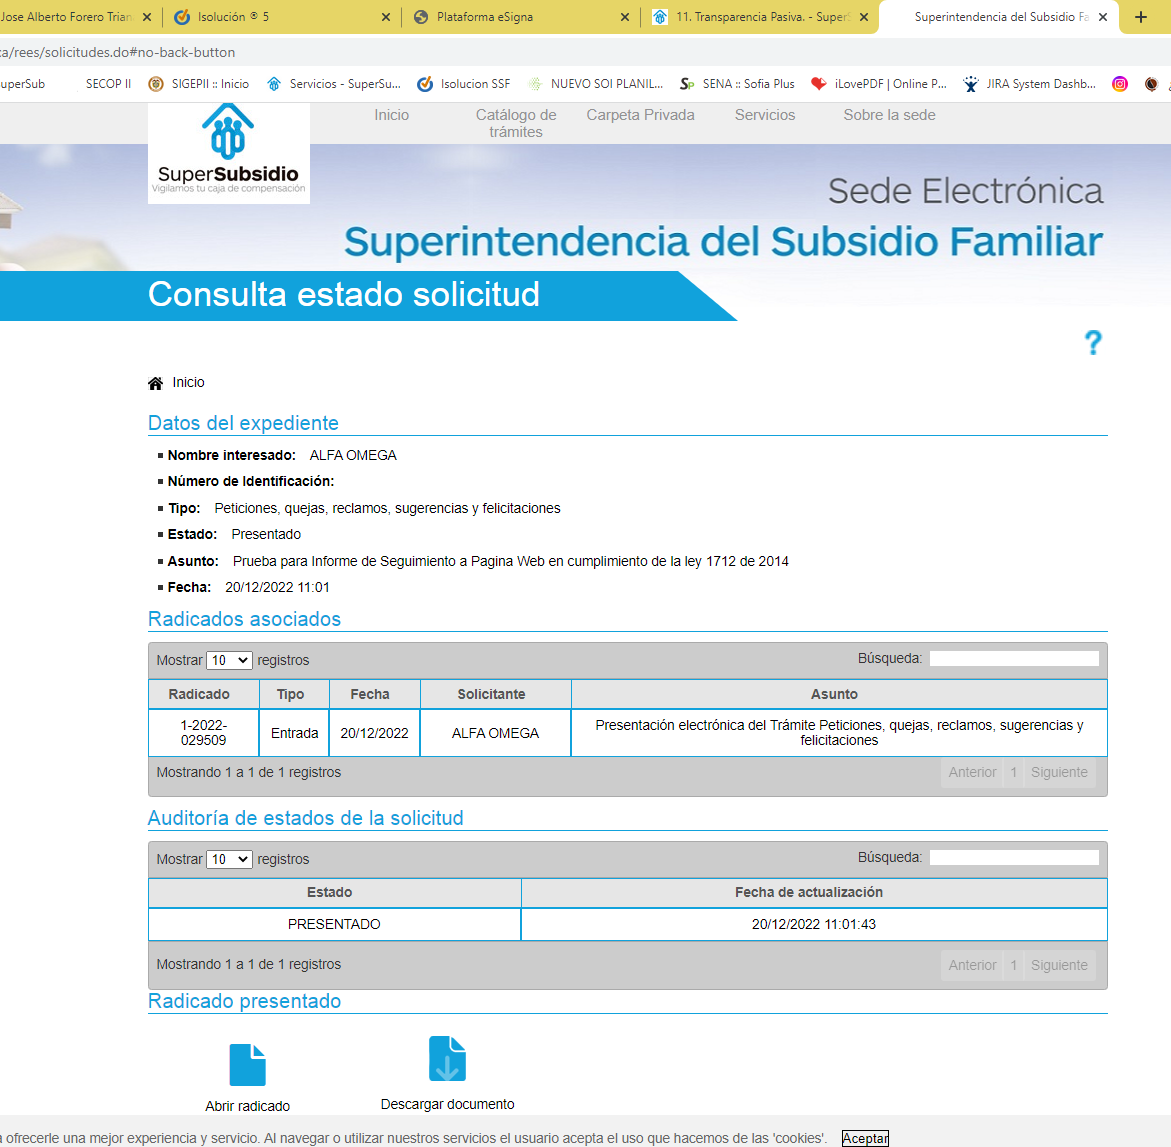 Jose Alberto Forero Trian
Isolución ® 5
Plataforma eSigna
11. Transparencia Pasiva. - SuperS
Superintendencia del Subsidio Fa
ca/rees/solicitudes.do#no-back-button
uperSub
SECOP II
SIGEPII :: Inicio
Servicios - SuperSu...
Isolucion SSF
NUEVO SOI PLANIL...
SENA :: Sofia Plus
iLovePDF | Online P...
JIRA System Dashb...
Inicio
Catálogo de
trámites
Carpeta Privada
Servicios
Sobre la sede
SuperSubsidio
Vigilamos tu caja de compensación
Sede Electrónica
Superintendencia del Subsidio Familiar
Consulta estado solicitud
?
Inicio
Datos del expediente
Nombre interesado: ALFA OMEGA
Número de Identificación:
Tipo: Peticiones, quejas, reclamos, sugerencias y felicitaciones
Estado: Presentado
Asunto: Prueba para Informe de Seguimiento a Pagina Web en cumplimiento de la ley 1712 de 2014
Fecha: 20/12/2022 11:01
Radicados asociados
Mostrar 10 registros
Búsqueda:
Radicado Tipo Fecha Solicitante Asunto
1-2022-
029509
Entrada
20/12/2022
ALFA OMEGA
Presentación electrónica del Trámite Peticiones, quejas, reclamos, sugerencias y
felicitaciones
Mostrando 1 a 1 de 1 registros
Anterior 1 Siguiente
Auditoría de estados de la solicitud
Mostrar 10 registros
Búsqueda:
Estado Fecha de actualización
PRESENTADO 20/12/2022 11:01:43
Mostrando 1 a 1 de 1 registros
Anterior 1 Siguiente
Radicado presentado
Abrir radicado
Descargar documento
a ofrecerle una mejor experiencia y servicio. Al navegar o utilizar nuestros servicios el usuario acepta el uso que hacemos de las 'cookies'. Aceptar